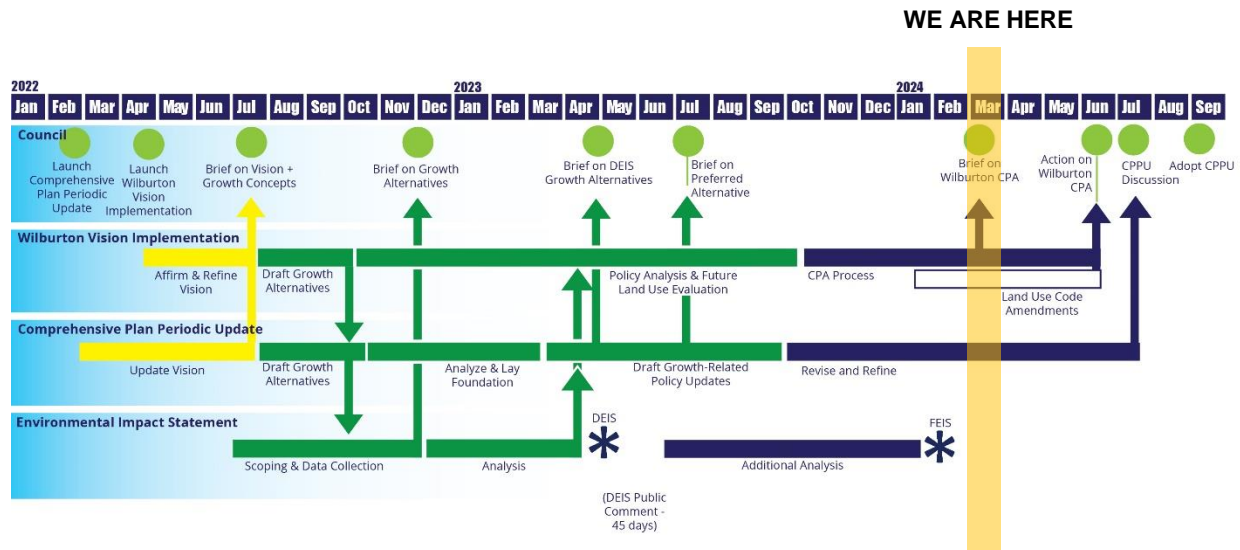 WE ARE HERE
2022
2023
2024
Jan Feb Mar Apr May Jun Jul Aug Sep Oct Nov Dec Jan Feb Mar Apr May Jun Jul Aug Sep Oct Nov Dec Jan Feb Mar Apr May Jun Jul Aug Sep
Council
Launch
Comprehensive
Plan Periodic
Update
Launch
Wilburton
Vision
Implementation
Brief on Vision +
Growth Concepts
Brief on Growth
Alternatives
Brief on DEIS
Growth Alternatives
Brief on
Preferred
Alternative
Brief on
Wilburton CPA
Action on
Wilburton
CPA
CPPU
Discussion
Adopt CPPU
Wilburton Vision Implementation
Affirm & Refine
Vision
Draft Growth
Alternatives
Policy Analysis & Future
Land Use Evaluation
CPA Process
Land Use Code
Amendments
Comprehensive Plan Periodic Update
Update Vision
Draft Growth
Alternatives
Analyze & Lay
Foundation
Draft Growth-Related
Policy Updates
Revise and Refine
Environmental Impact Statement
Scoping & Data Collection
Analysis
DEIS
(DEIS Public
Comment -
45 days)
Additional Analysis
FEIS